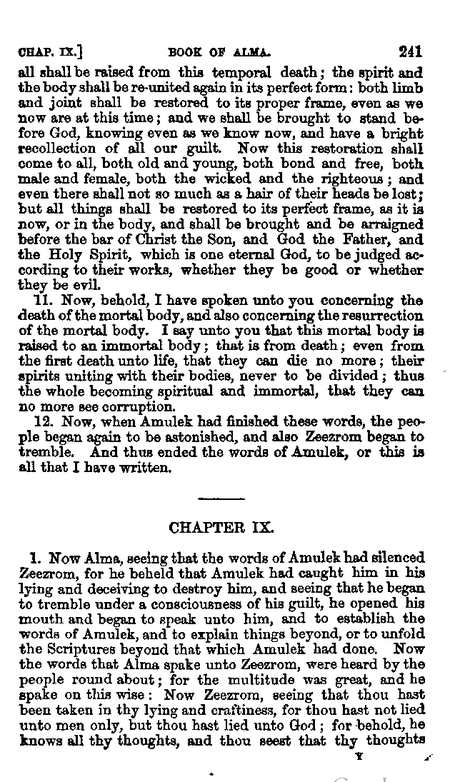 CHAP. IX.] BOOK OF ALMA. 241
all shall be raised from this temporal death; the spirit and
the body shall be re-united again in its perfect form: both limb
and joint shall be restored to its proper frame, even as we
now are at this time; and we shall be brought to stand be-
fore God, knowing even as we know now, and have a bright
recollection of all our guilt. Now this restoration shall
come to all, both old and young, both bond and free, both
male and female, both the wicked and the righteous; and
even there shall not so much as a hair of their heads be lost;
but all things shall be restored to its perfect frame, as it is
now, or in the body, and shall be brought and be arraigned
before the bar of Christ the Son, and God the Father, and
the Holy Spirit, which is one eternal God, to be judged ac-
cording to their works, whether they be good or whether
they be evil.
11. Now, behold, I have spoken unto you concerning the
death of the mortal body, and also concerning the resurrection
of the mortal body. I say unto you that this mortal body is
raised to an immortal body; that is from death; even from
the first death unto life, that they can die no more; their
spirits uniting with their bodies, never to be divided; thus
the whole becoming spiritual and immortal, that they can
no more see corruption.
12. Now, when Amulek had finished these words, the peo-
ple began again to be astonished, and also Zeezrom began to
tremble. And thus ended the words of Amulek, or this is
all that I have written.
CHAPTER IX.
1. Now Alma, seeing that the words of Amulek had silenced
Zeezrom, for he beheld that Amulek had caught him in his
lying and deceiving to destroy him, and seeing that he began
to tremble under a consciousness of his guilt, he opened his
mouth and began to speak unto him, and to establish the
words of Amulek, and to explain things beyond, or to unfold
the Scriptures beyond that which Amulek had done. Now
the words that Alma spake unto Zeezrom, were heard by the
people round about; for the multitude was great, and he
spake on this wise: Now Zeezrom, seeing that thou hast
been taken in thy lying and craftiness, for thou hast not lied
unto men only, but thou hast lied unto God; for behold, he
knows all thy thoughts, and thou seest that thy thoughts
Y